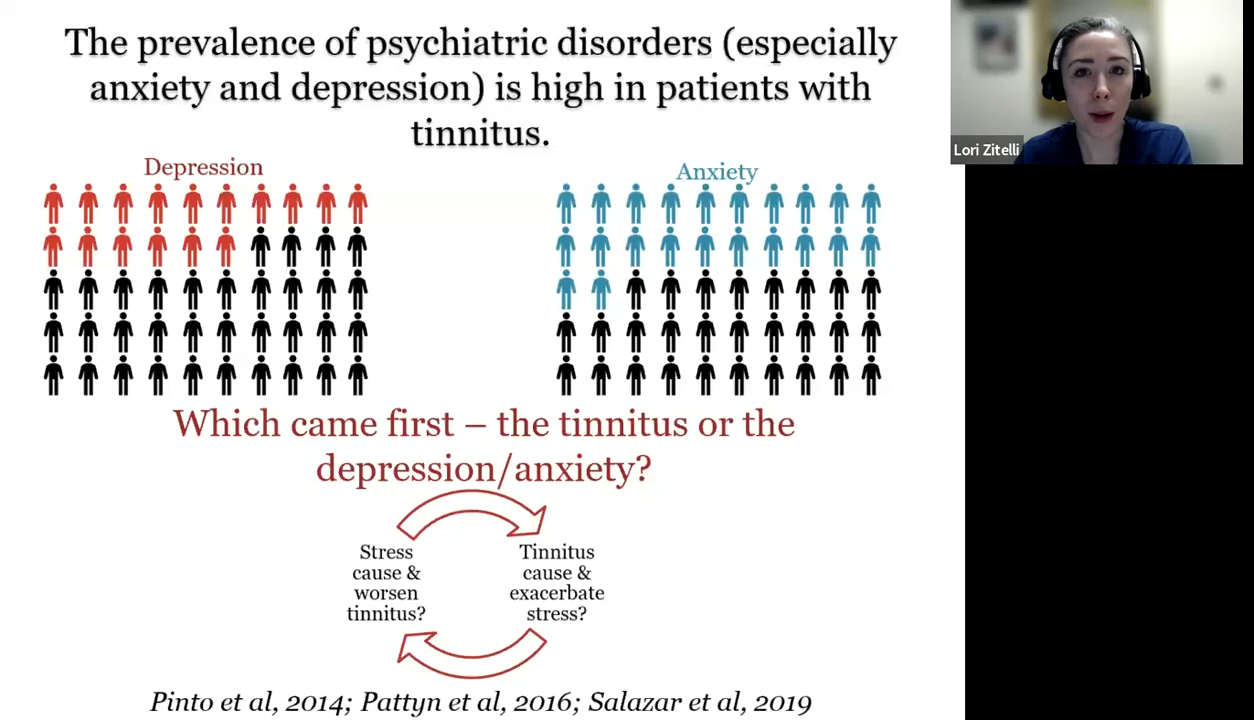 The prevalence of psychiatric disorders (especially
anxiety and depression) is high in patients with
tinnitus.
Lori Zitelli
Depression
Anxiety
Which came first – the tinnitus or the
depression/anxiety?
Stress
cause &
worsen
tinnitus?
Tinnitus
cause &
exacerbate
stress?
Pinto et al, 2014; Pattyn et al, 2016; Salazar et al, 2019